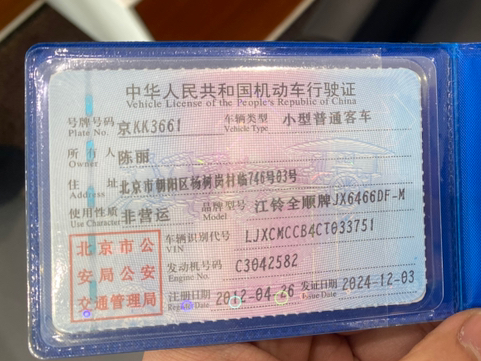 中华人民共和国机动车行驶证
Vehicle License of the People's Republic of China
号牌号码 京KK3661 车辆类型 小型普通客车
Plate No. Vehicle Type
所有人 陈丽
Owner
住址 北京市朝阳区杨树岗村临746号03号
Address
使用性质 非营运 品牌型号 江铃全顺牌JX6466DF-M
Use Character Model
北京市公
安局公安
交通管理局
车辆识别代号 LJXCMCCB4CT033751
VIN
发动机号码 C3042582
Engine No.
注册日期 2012-04-26 发证日期 2024-12-03
Register Date Issue Date